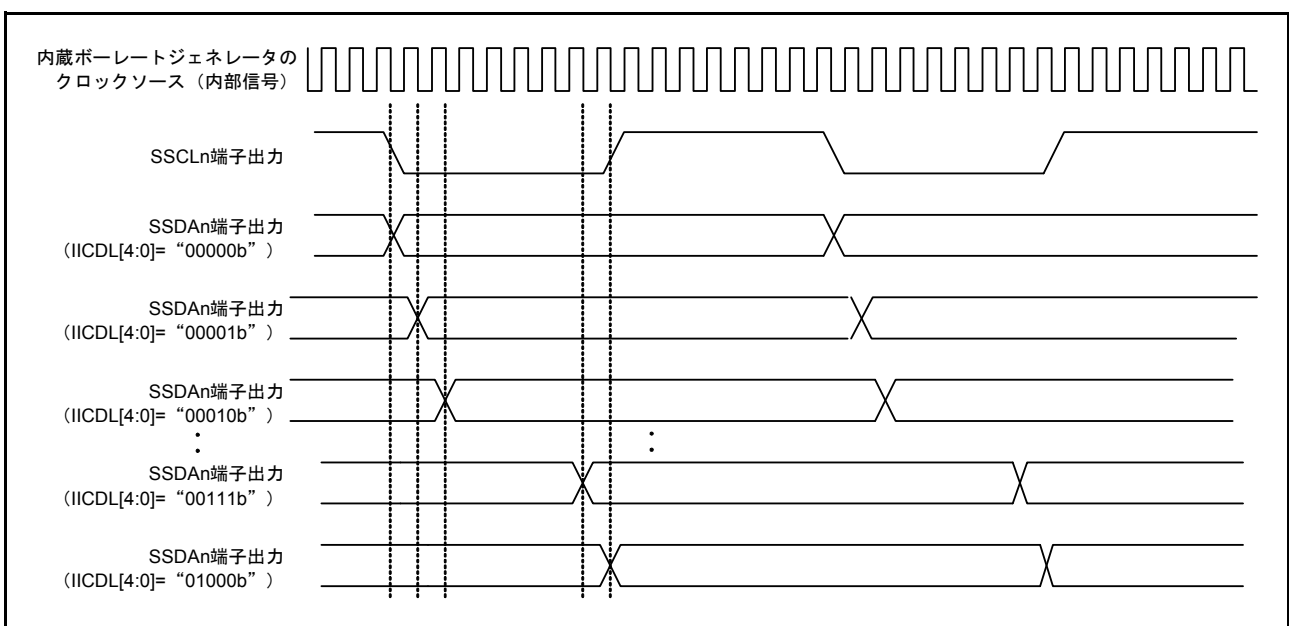 内蔵ボーレートジェネレータの
クロックソース（内部信号）
SSCLn端子出力
SSDAn端子出力
（IICDL[4:0]=“00000b”）
SSDAn端子出力
（IICDL[4:0]=“00001b”）
SSDAn端子出力
（IICDL[4:0]=“00010b”）
SSDAn端子出力
（IICDL[4:0]=“00111b”）
SSDAn端子出力
（IICDL[4:0]=“01000b”）